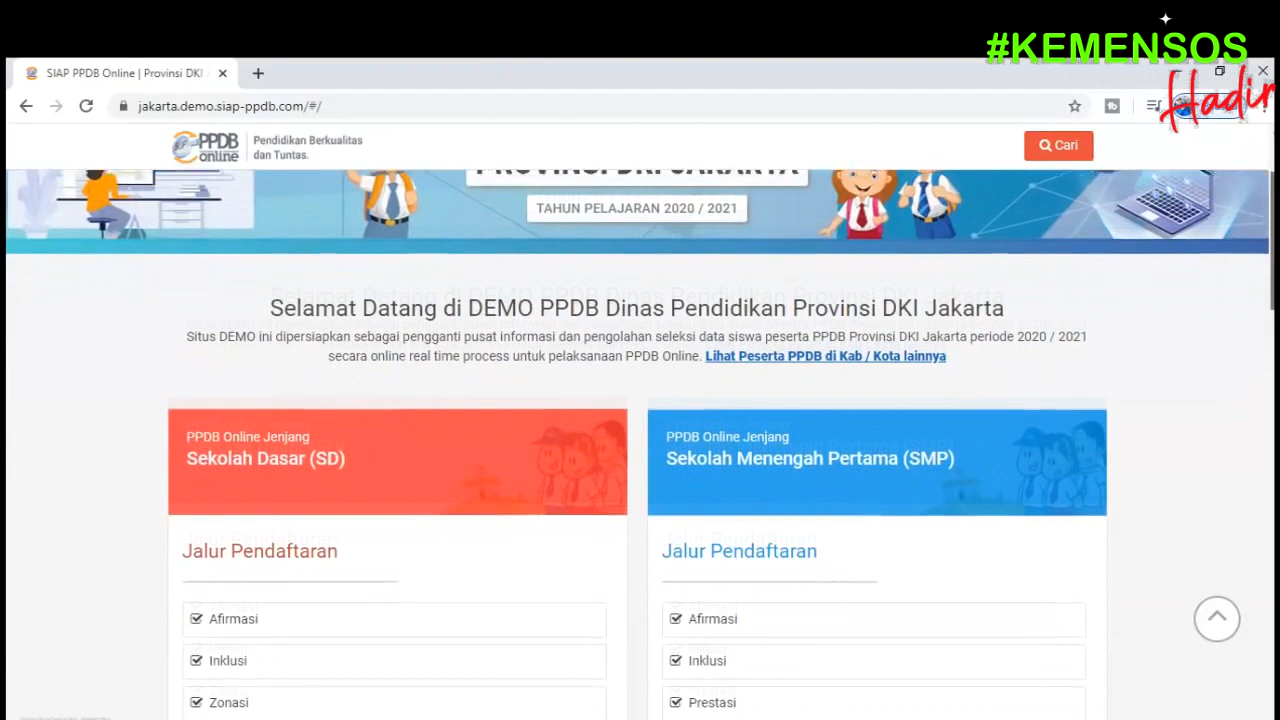 #KEMENSOS
Hadir
SIAP PPDB Online | Provinsi DKI
jakarta.demo.siap-ppdb.com/#/
PPDB online
Pendidikan Berkualitas
dan Tuntas.
Cari
PROVINSI DKI JAKARTA
TAHUN PELAJARAN 2020 / 2021
Selamat Datang di DEMO PPDB Dinas Pendidikan Provinsi DKI Jakarta
Situs DEMO ini dipersiapkan sebagai pengganti pusat informasi dan pengolahan seleksi data siswa peserta PPDB Provinsi DKI Jakarta periode 2020 / 2021
secara online real time process untuk pelaksanaan PPDB Online. Lihat Peserta PPDB di Kab / Kota lainnya
PPDB Online Jenjang
Sekolah Dasar (SD)
Jalur Pendaftaran
Afirmasi
Inklusi
Zonasi
PPDB Online Jenjang
Sekolah Menengah Pertama (SMP)
Jalur Pendaftaran
Afirmasi
Inklusi
Prestasi